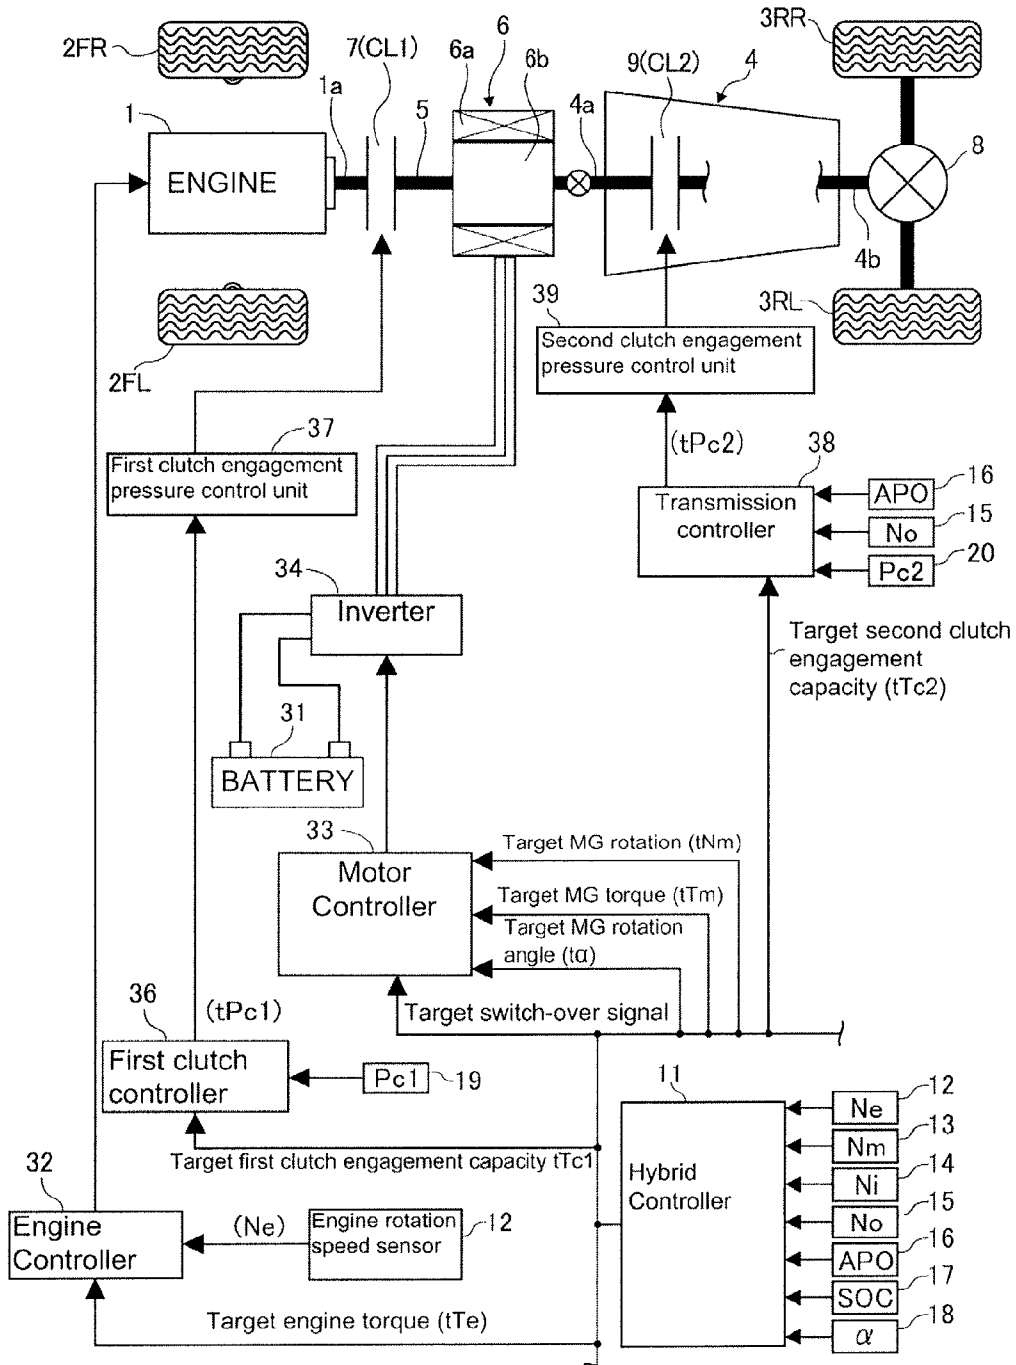 2FR
7(CL1)
6
6a
6b
9(CL2)
4
3RR
1
1a
5
4a
8
ENGINE
4b
2FL
39
3RL
Second clutch engagement
pressure control unit
37
(tPc2)
38
First clutch engagement
pressure control unit
Transmission
controller
APO
16
No
15
Pc2
20
34
Inverter
Target second clutch
engagement
capacity (tTc2)
31
BATTERY
33
Motor
Controller
Target MG rotation (tNm)
Target MG torque (tTm)
Target MG rotation
angle (tα)
Target switch-over signal
36
(tPc1)
First clutch
controller
Pc1
19
11
Target first clutch engagement capacity tTc1
Hybrid
Controller
Ne
12
Nm
13
Ni
14
No
15
APO
16
SOC
17
α
18
32
Engine
Controller
(Ne)
Engine rotation
speed sensor
12
Target engine torque (tTe)